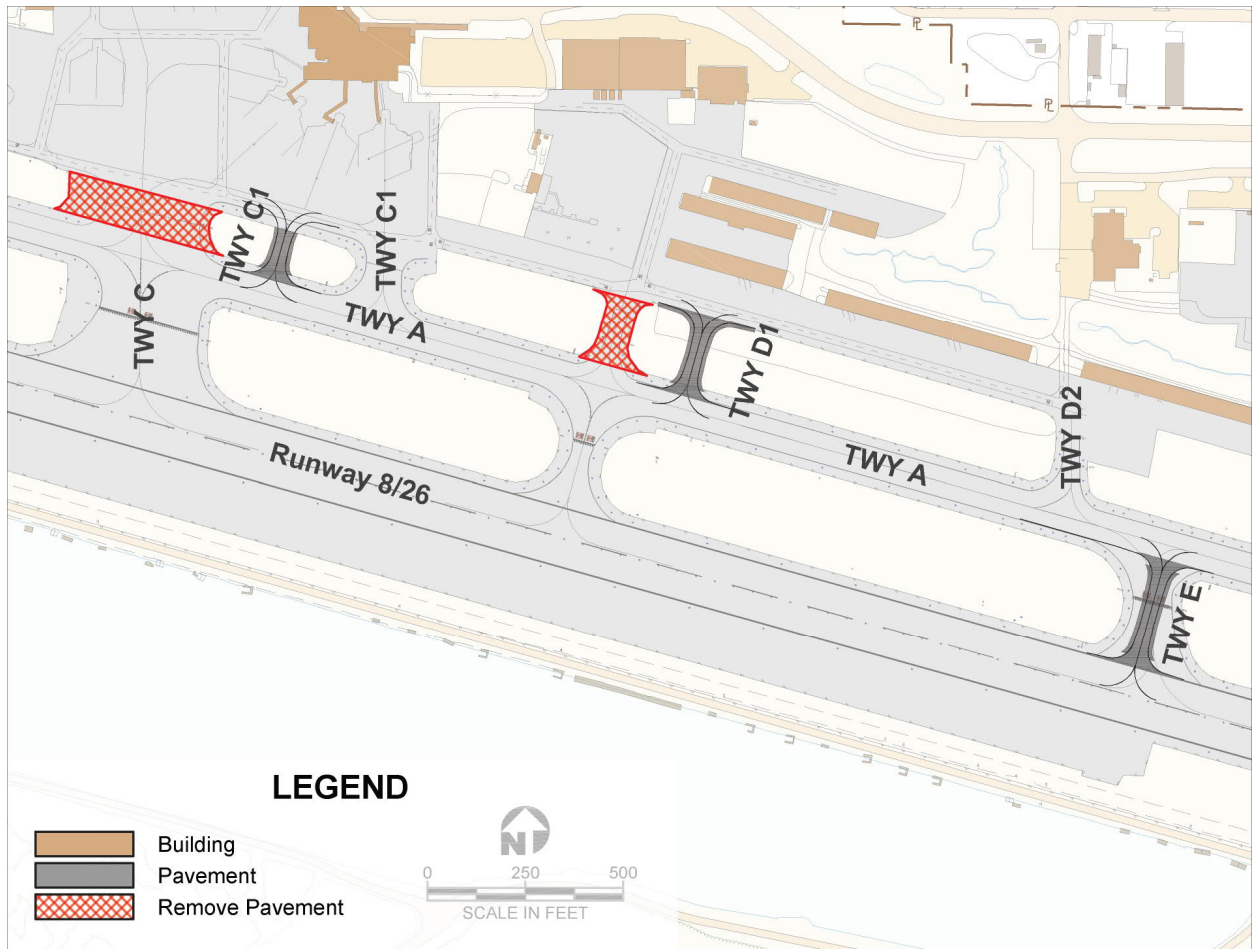 PL
PL
TWY C1
TWY C1
TWY C
TWY A
TWY D1
TWY D2
TWY A
Runway 8/26
TWY E
LEGEND
Building
Pavement
Remove Pavement
N
0 250 500
SCALE IN FEET